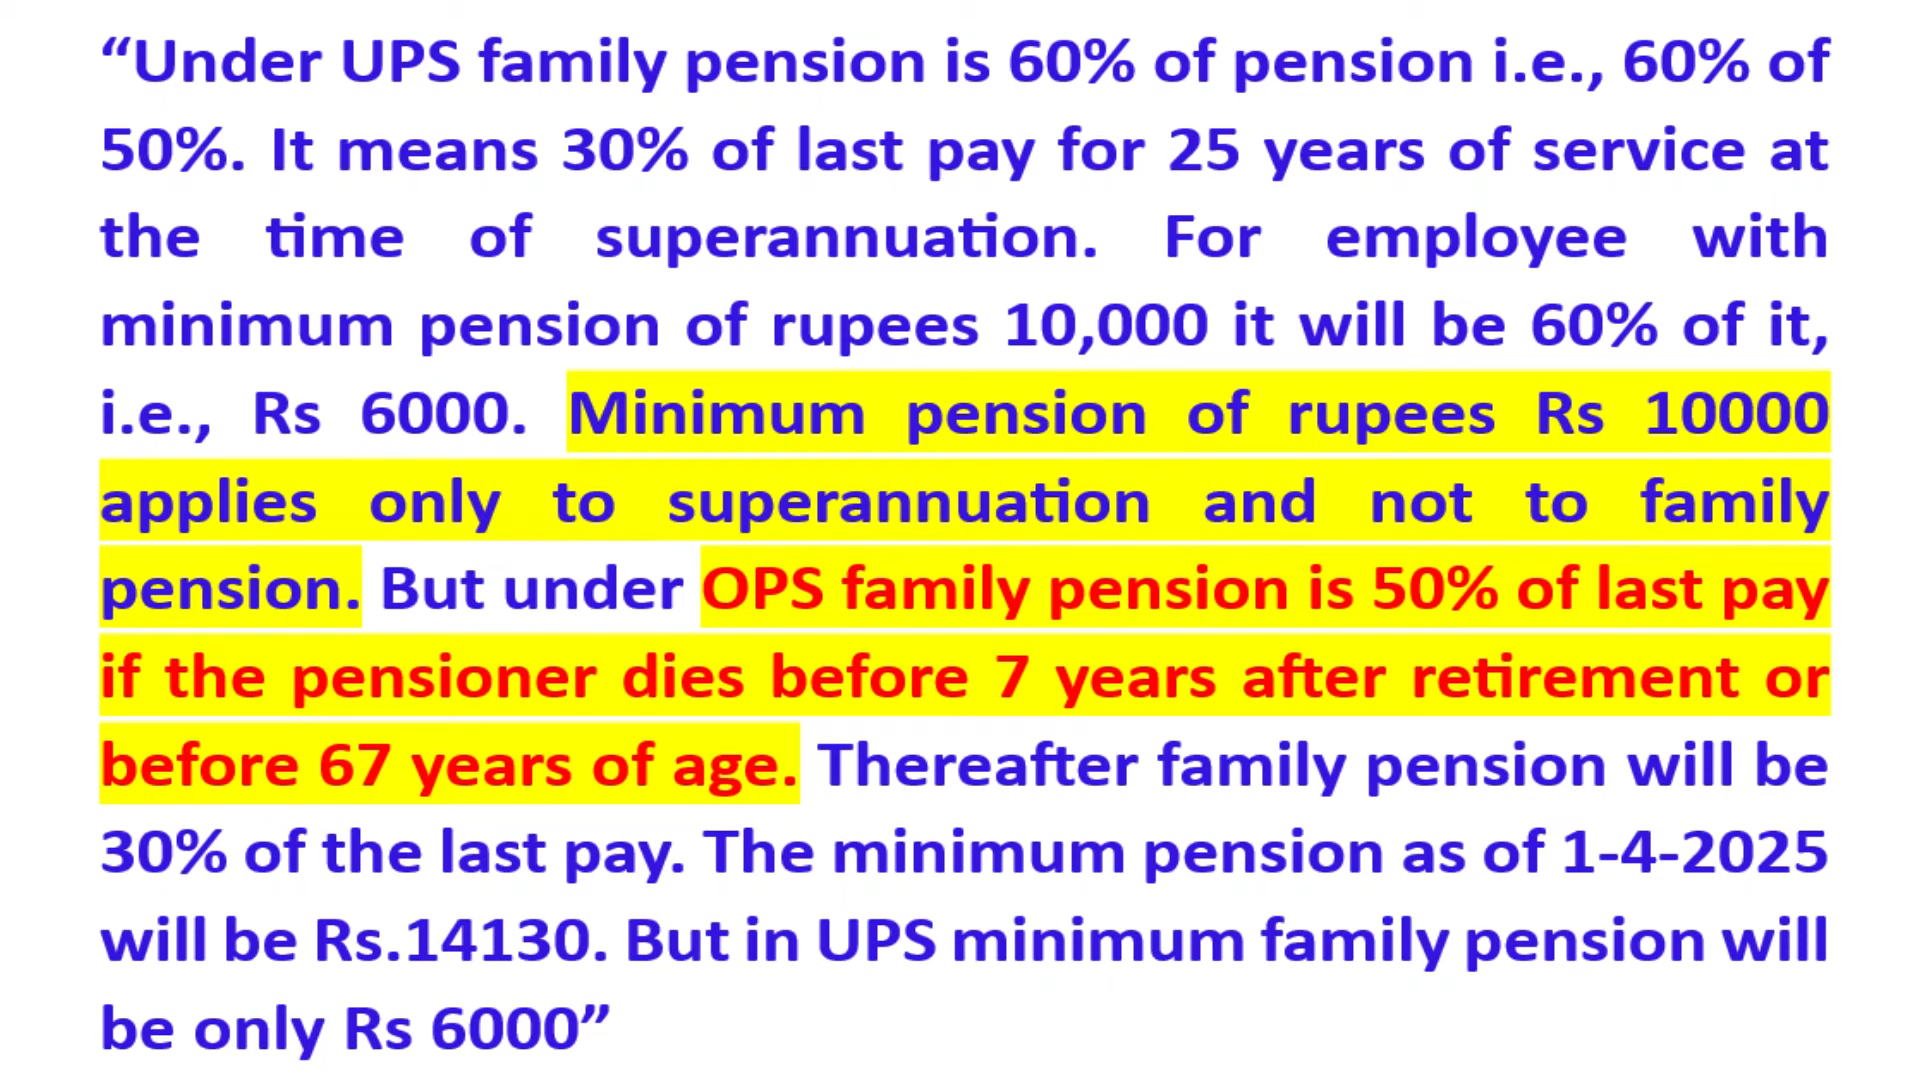 “Under UPS family pension is 60% of pension i.e., 60% of
50%. It means 30% of last pay for 25 years of service at
the time of superannuation. For employee with
minimum pension of rupees 10,000 it will be 60% of it,
i.e., Rs 6000. Minimum pension of rupees Rs 10000
applies only to superannuation and not to family
pension. But under OPS family pension is 50% of last pay
if the pensioner dies before 7 years after retirement or
before 67 years of age. Thereafter family pension will be
30% of the last pay. The minimum pension as of 1-4-2025
will be Rs.14130. But in UPS minimum family pension will
be only Rs 6000”